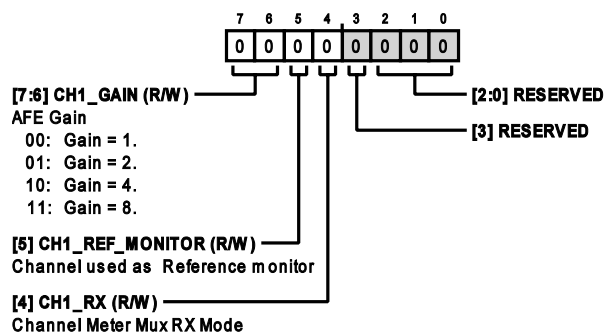 7 6 5 4 3 2 1 0
0 0 0 0 0 0 0 0
[7:6] CH1_GAIN (R/W)
AFE Gain
00: Gain = 1.
01: Gain = 2.
10: Gain = 4.
11: Gain = 8.
[5] CH1_REF_MONITOR (R/W)
Channel used as Reference monitor
[4] CH1_RX (R/W)
Channel Meter Mux RX Mode
[2:0] RESERVED
[3] RESERVED